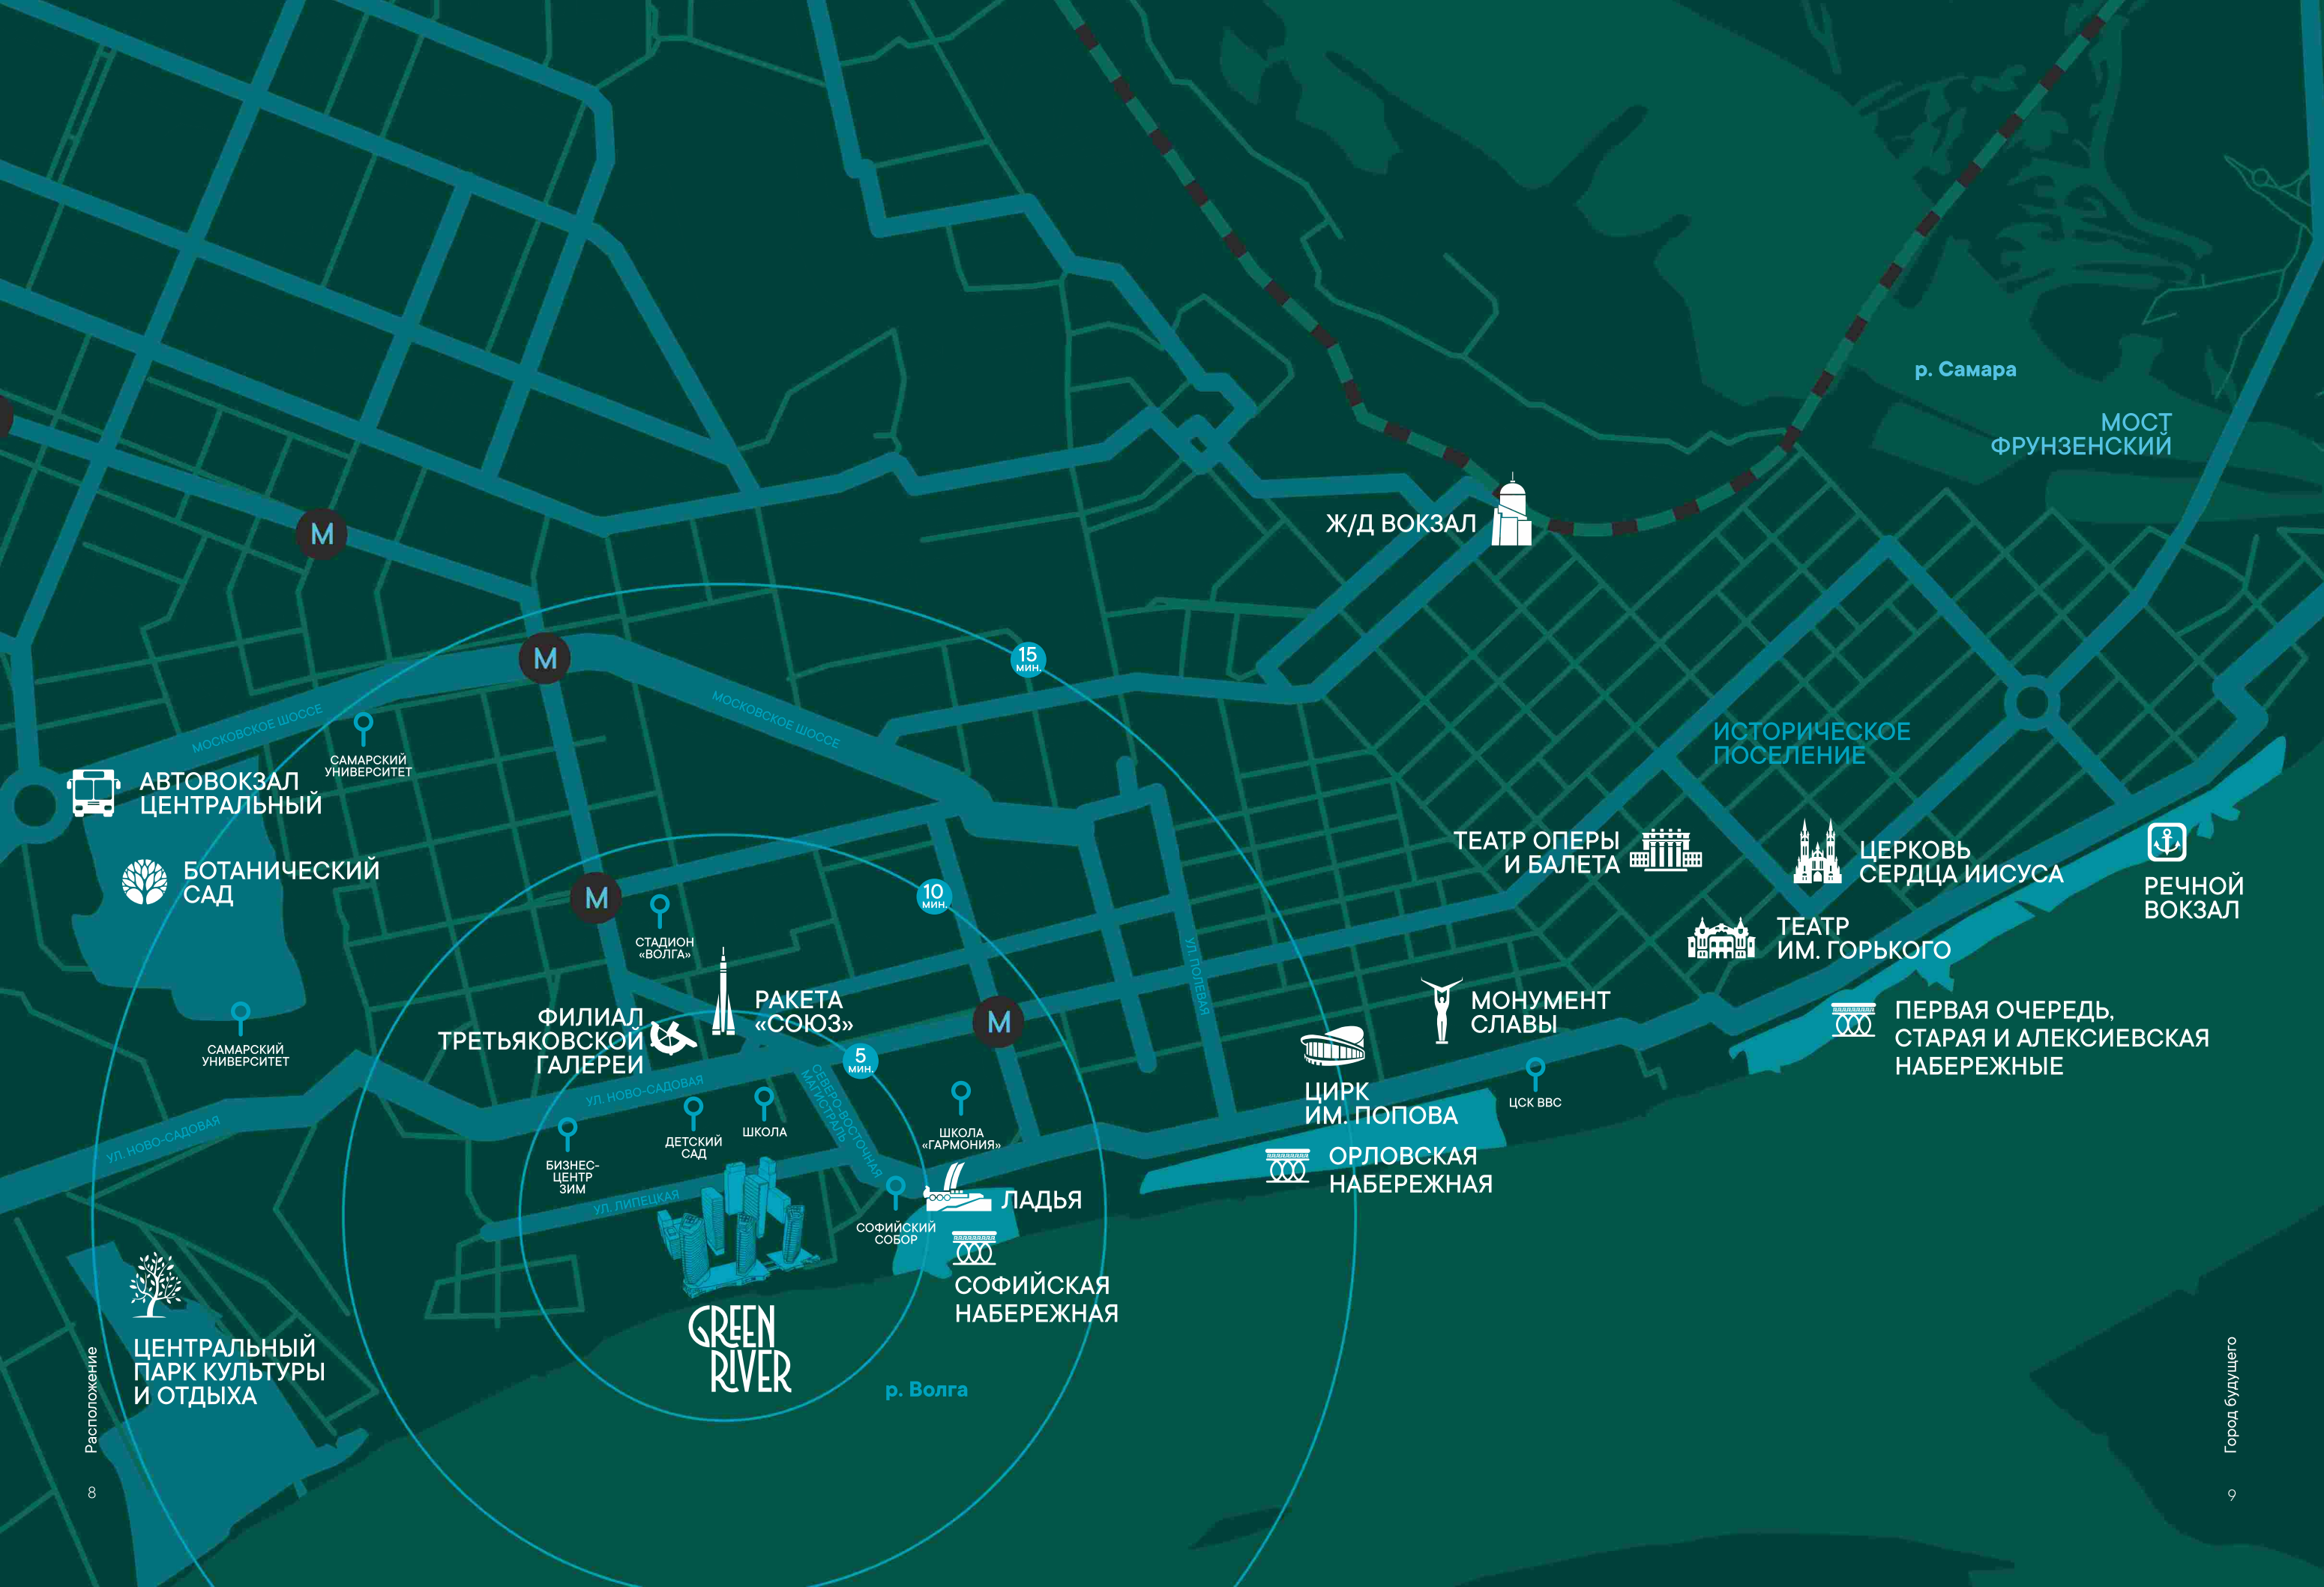 р. Самара
МОСТ
ФРУНЗЕНСКИЙ
Ж/Д ВОКЗАЛ
М
М
15
МИН.
МОСКОВСКОЕ ШОССЕ
МОСКОВСКОЕ ШОССЕ
САМАРСКИЙ
УНИВЕРСИТЕТ
АВТОВОКЗАЛ
ЦЕНТРАЛЬНЫЙ
ИСТОРИЧЕСКОЕ
ПОСЕЛЕНИЕ
БОТАНИЧЕСКИЙ
САД
М
10
МИН.
СТАДИОН
«ВОЛГА»
ТЕАТР ОПЕРЫ
И БАЛЕТА
ЦЕРКОВЬ
СЕРДЦА ИИСУСА
РЕЧНОЙ
ВОКЗАЛ
ТЕАТР
ИМ. ГОРЬКОГО
УЛ. ПОЛЕВАЯ
РАКЕТА
«СОЮЗ»
ФИЛИАЛ
ТРЕТЬЯКОВСКОЙ
ГАЛЕРЕИ
М
МОНУМЕНТ
СЛАВЫ
ПЕРВАЯ ОЧЕРЕДЬ,
СТАРАЯ И АЛЕКСИЕВСКАЯ
НАБЕРЕЖНЫЕ
САМАРСКИЙ
УНИВЕРСИТЕТ
5
МИН.
УЛ. НОВО-САДОВАЯ
УЛ. НОВО-САДОВАЯ
СЕВЕРО-ВОСТОЧНАЯ
МАГИСТРАЛЬ
ЦИРК
ИМ. ПОПОВА
ЦСК ВВС
ДЕТСКИЙ
САД
ШКОЛА
ШКОЛА
«ГАРМОНИЯ»
БИЗНЕС-
ЦЕНТР
ЗИМ
ОРЛОВСКАЯ
НАБЕРЕЖНАЯ
УЛ. ЛИПЕЦКАЯ
ЛАДЬЯ
СОФИЙСКИЙ
СОБОР
СОФИЙСКАЯ
НАБЕРЕЖНАЯ
GREEN
RIVER
р. Волга
ЦЕНТРАЛЬНЫЙ
ПАРК КУЛЬТУРЫ
И ОТДЫХА
Расположение
8
Город будущего
9